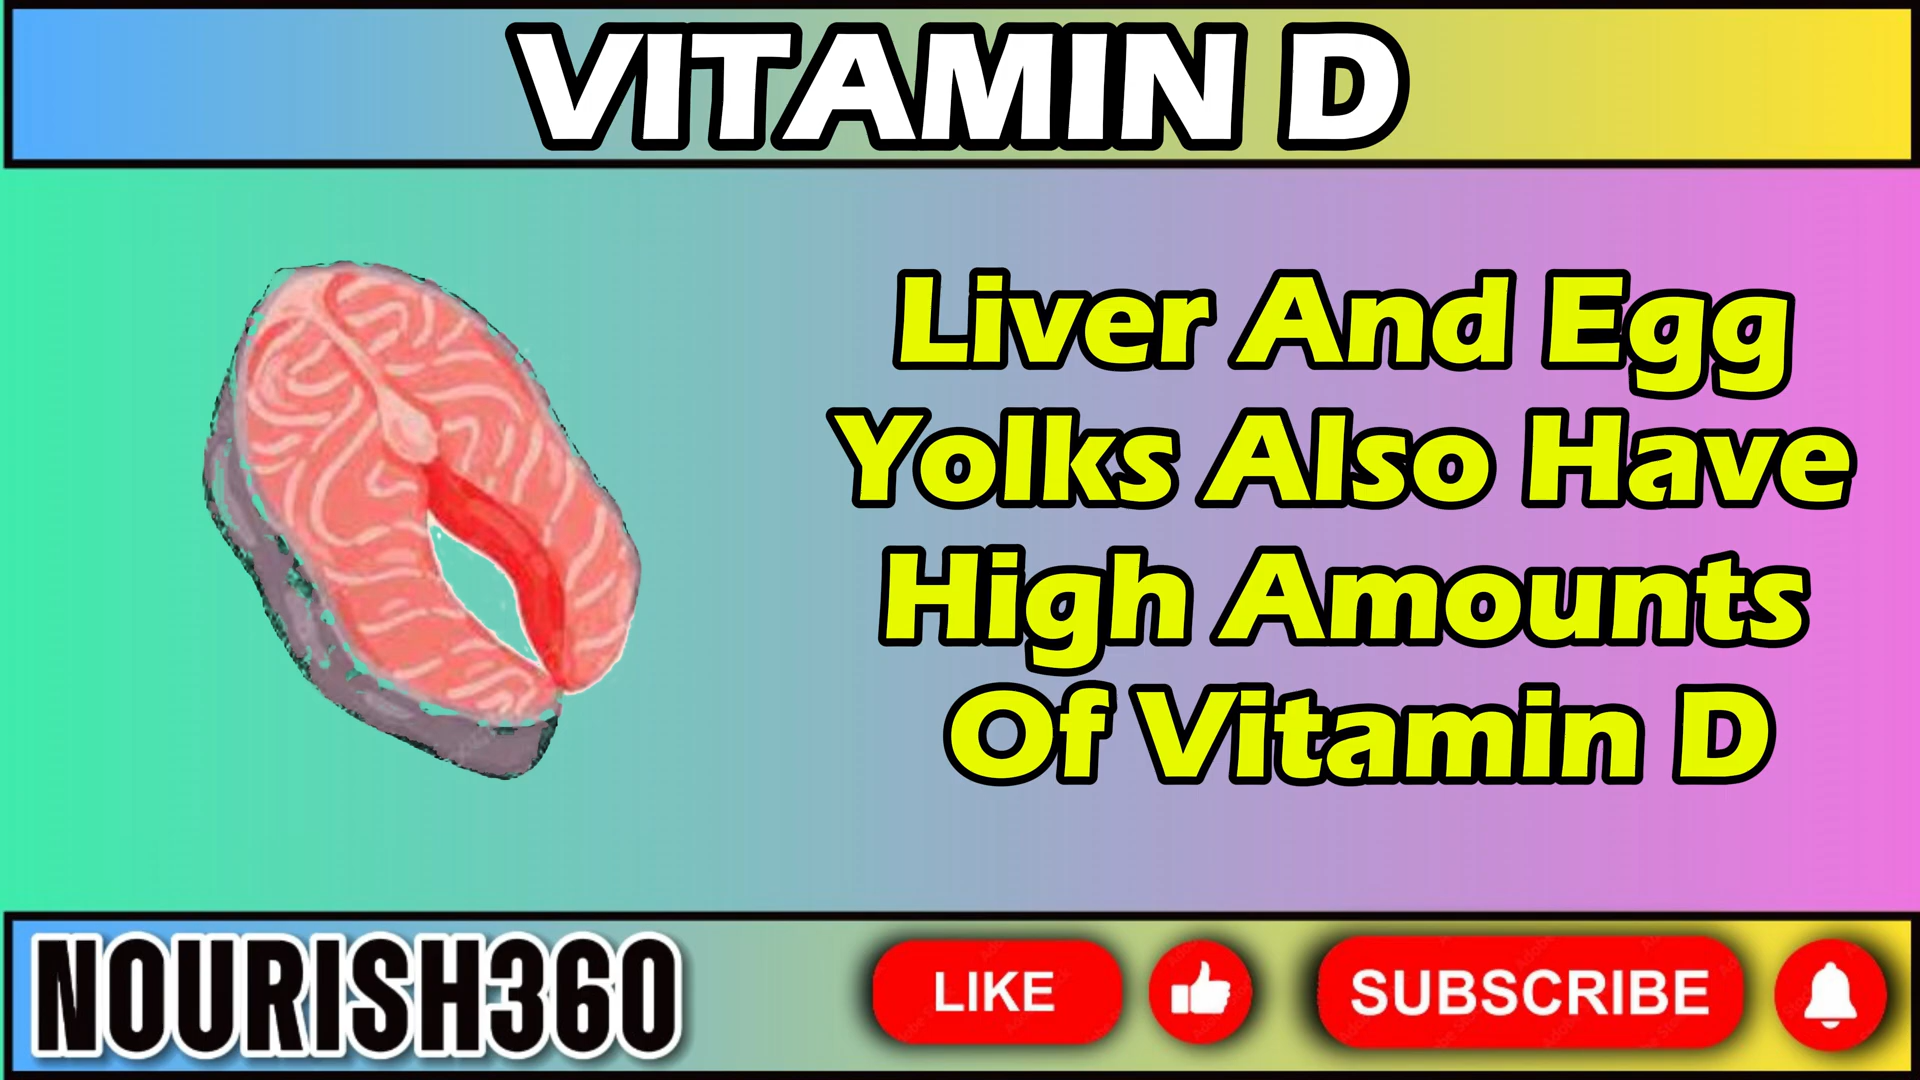 VITAMIN D
Liver And Egg
Yolks Also Have
High Amounts
Of Vitamin D
NOURISH360
LIKE
SUBSCRIBE